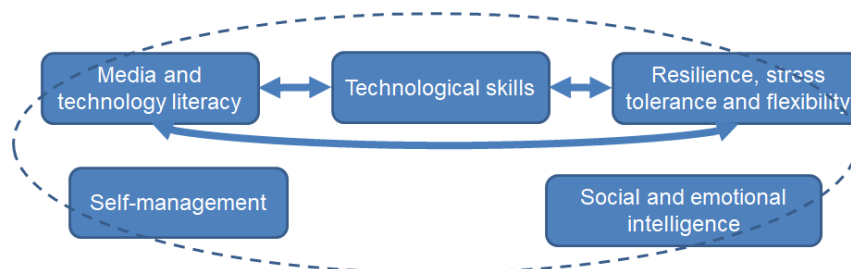 Media and
technology literacy
Technological skills
Resilience, stress
tolerance and flexibility
Self-management
Social and emotional
intelligence